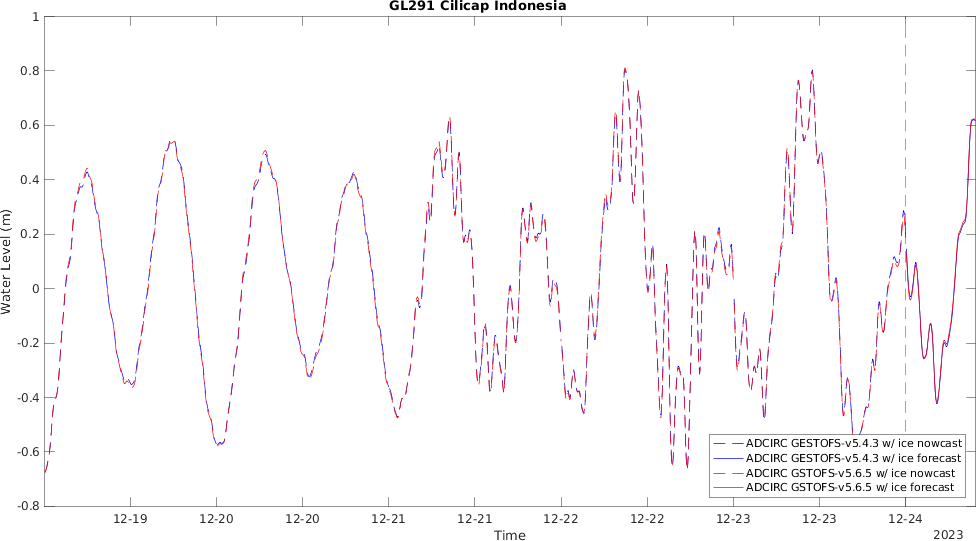 GL291 Cilicap Indonesia
1
0.8
0.6
0.4
0.2
0
-0.2
-0.4
-0.6
-0.8
Water Level (m)
ADCIRC GESTOFS-v5.4.3 w/ ice nowcast
ADCIRC GESTOFS-v5.4.3 w/ ice forecast
ADCIRC GSTOFS-v5.6.5 w/ ice nowcast
ADCIRC GSTOFS-v5.6.5 w/ ice forecast
12-19 12-20 12-20 12-21 12-21 12-22 12-22 12-23 12-23 12-24
Time
2023